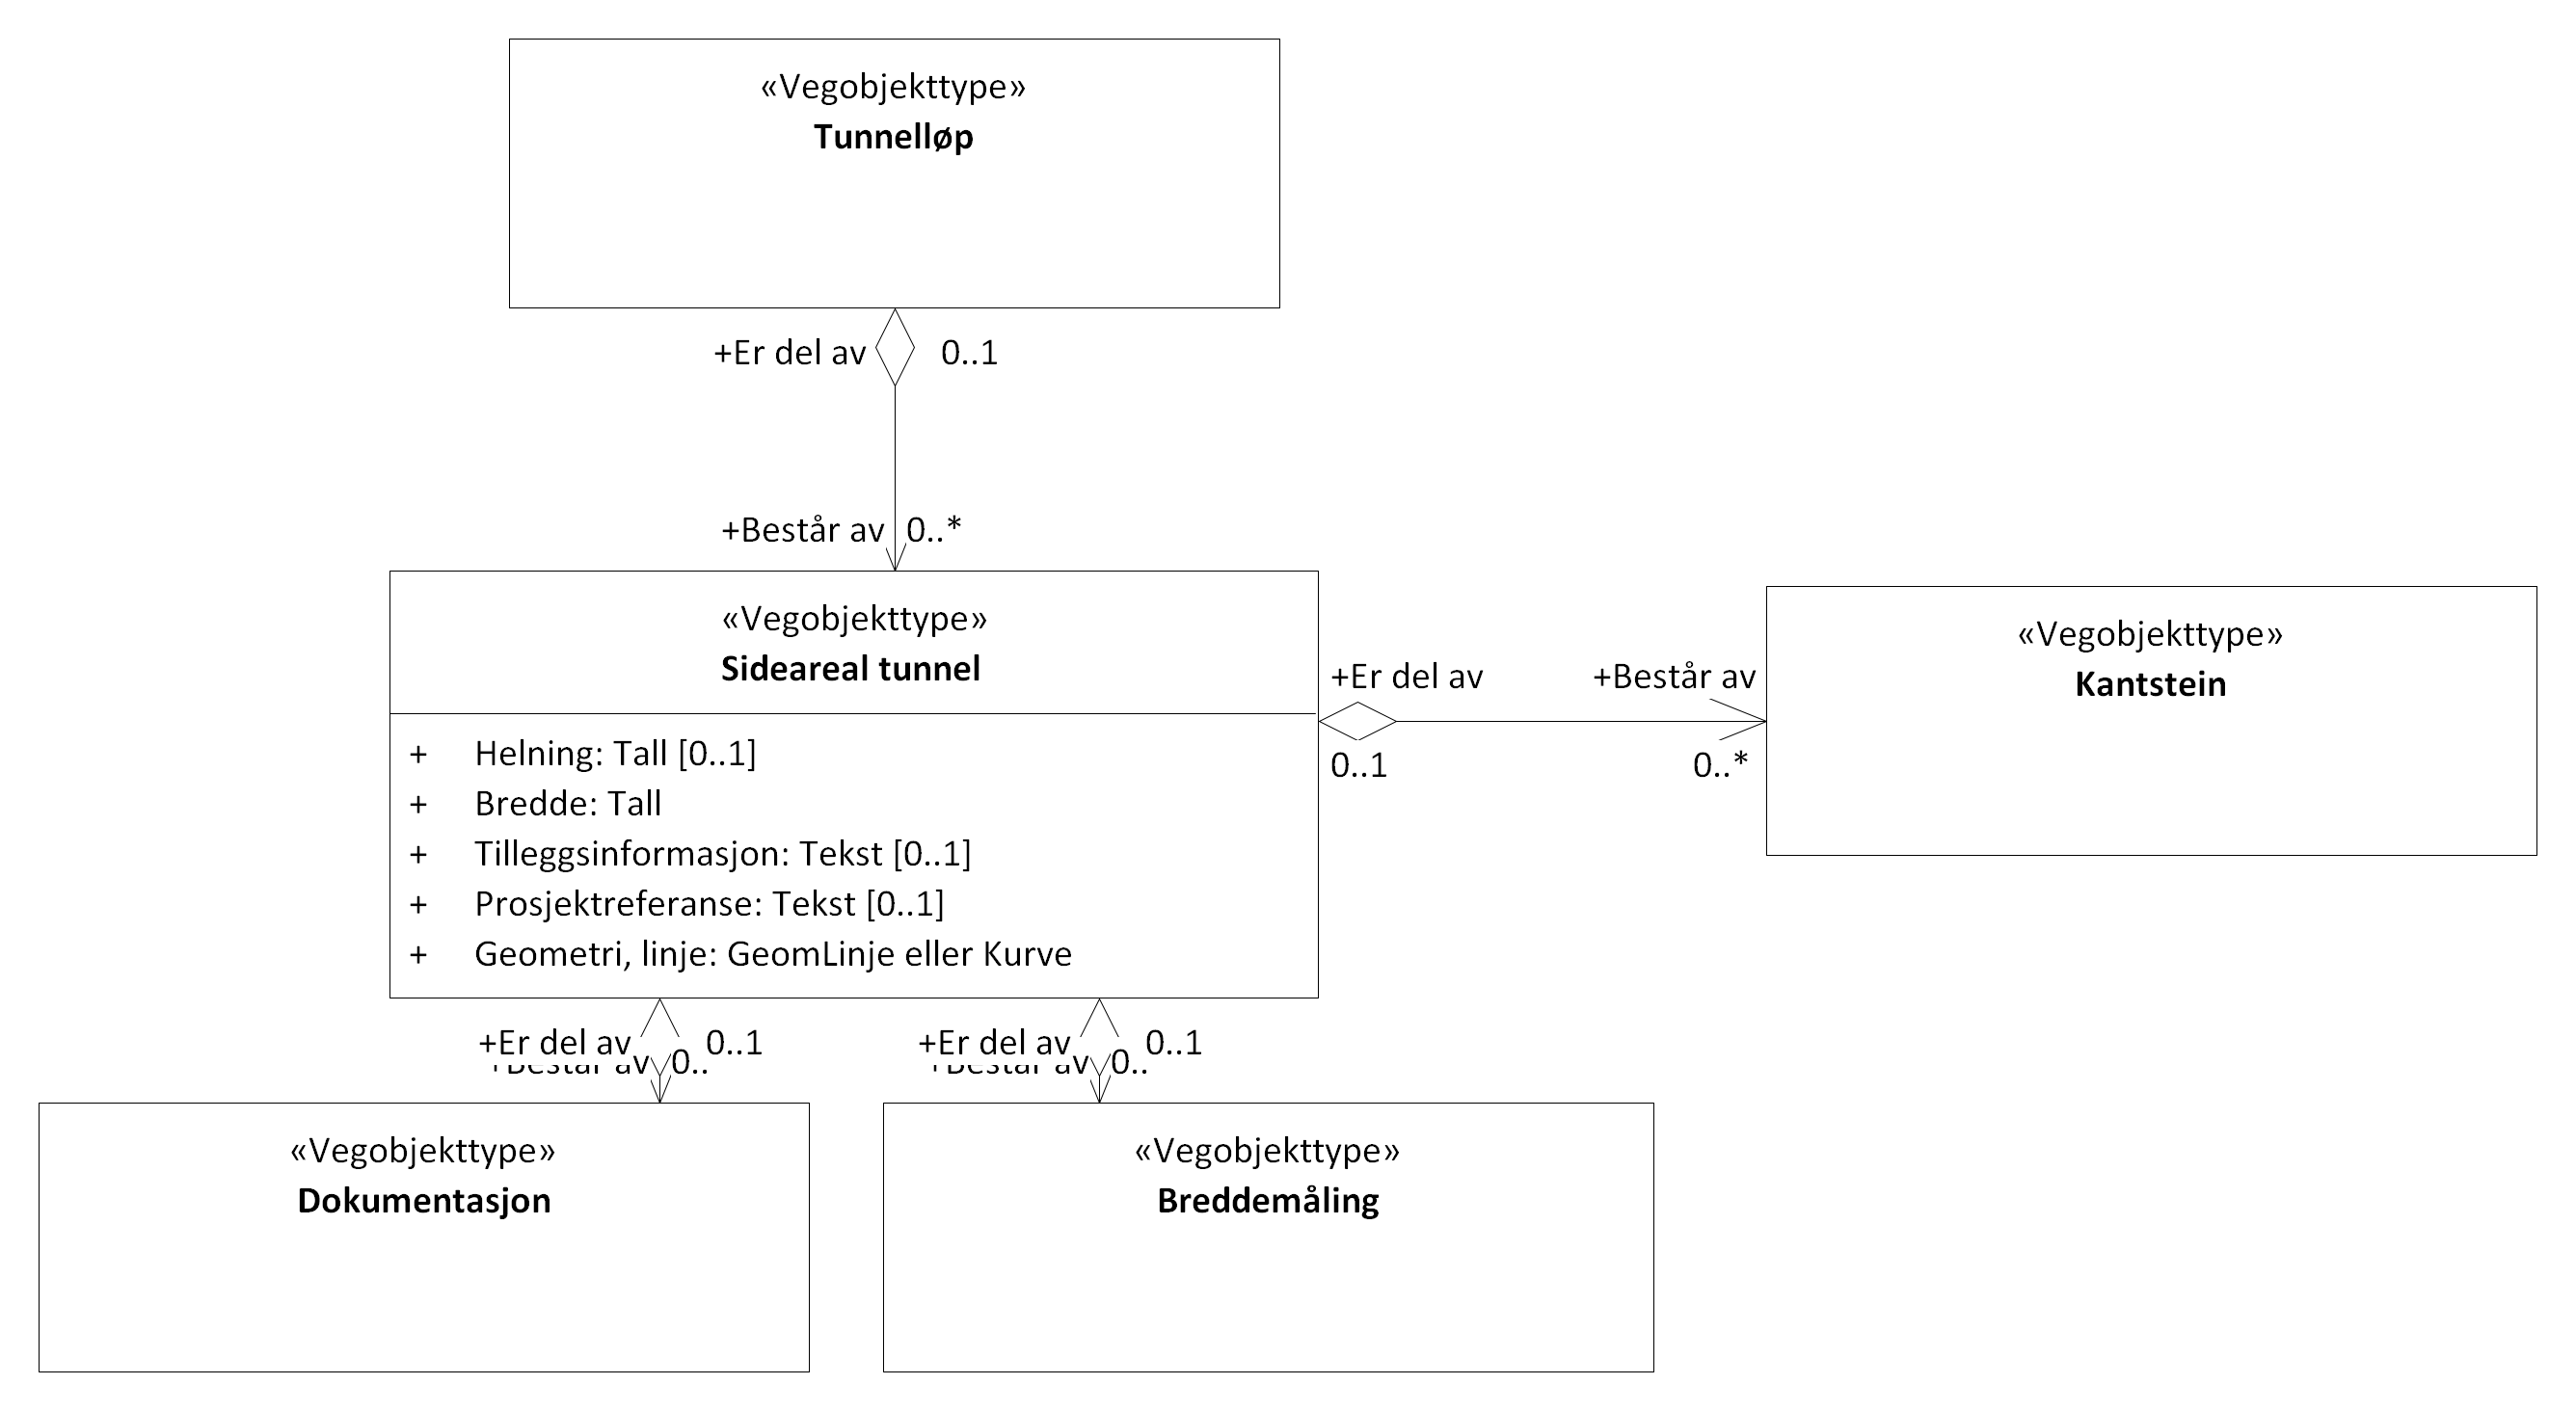 «Vegobjekttype»
Tunnelløp
+Er del av 0..1
+Består av 0..*
«Vegobjekttype»
Sideareal tunnel
+ Helning: Tall [0..1]
+ Bredde: Tall
+ Tilleggsinformasjon: Tekst [0..1]
+ Prosjektreferanse: Tekst [0..1]
+ Geometri, linje: GeomLinje eller Kurve
+Er del av +Består av
0..1 0..*
«Vegobjekttype»
Kantstein
+Er del av 0..1
+Består av 0..
+Er del av 0..1
+Består av 0..
«Vegobjekttype»
Dokumentasjon
«Vegobjekttype»
Breddemåling